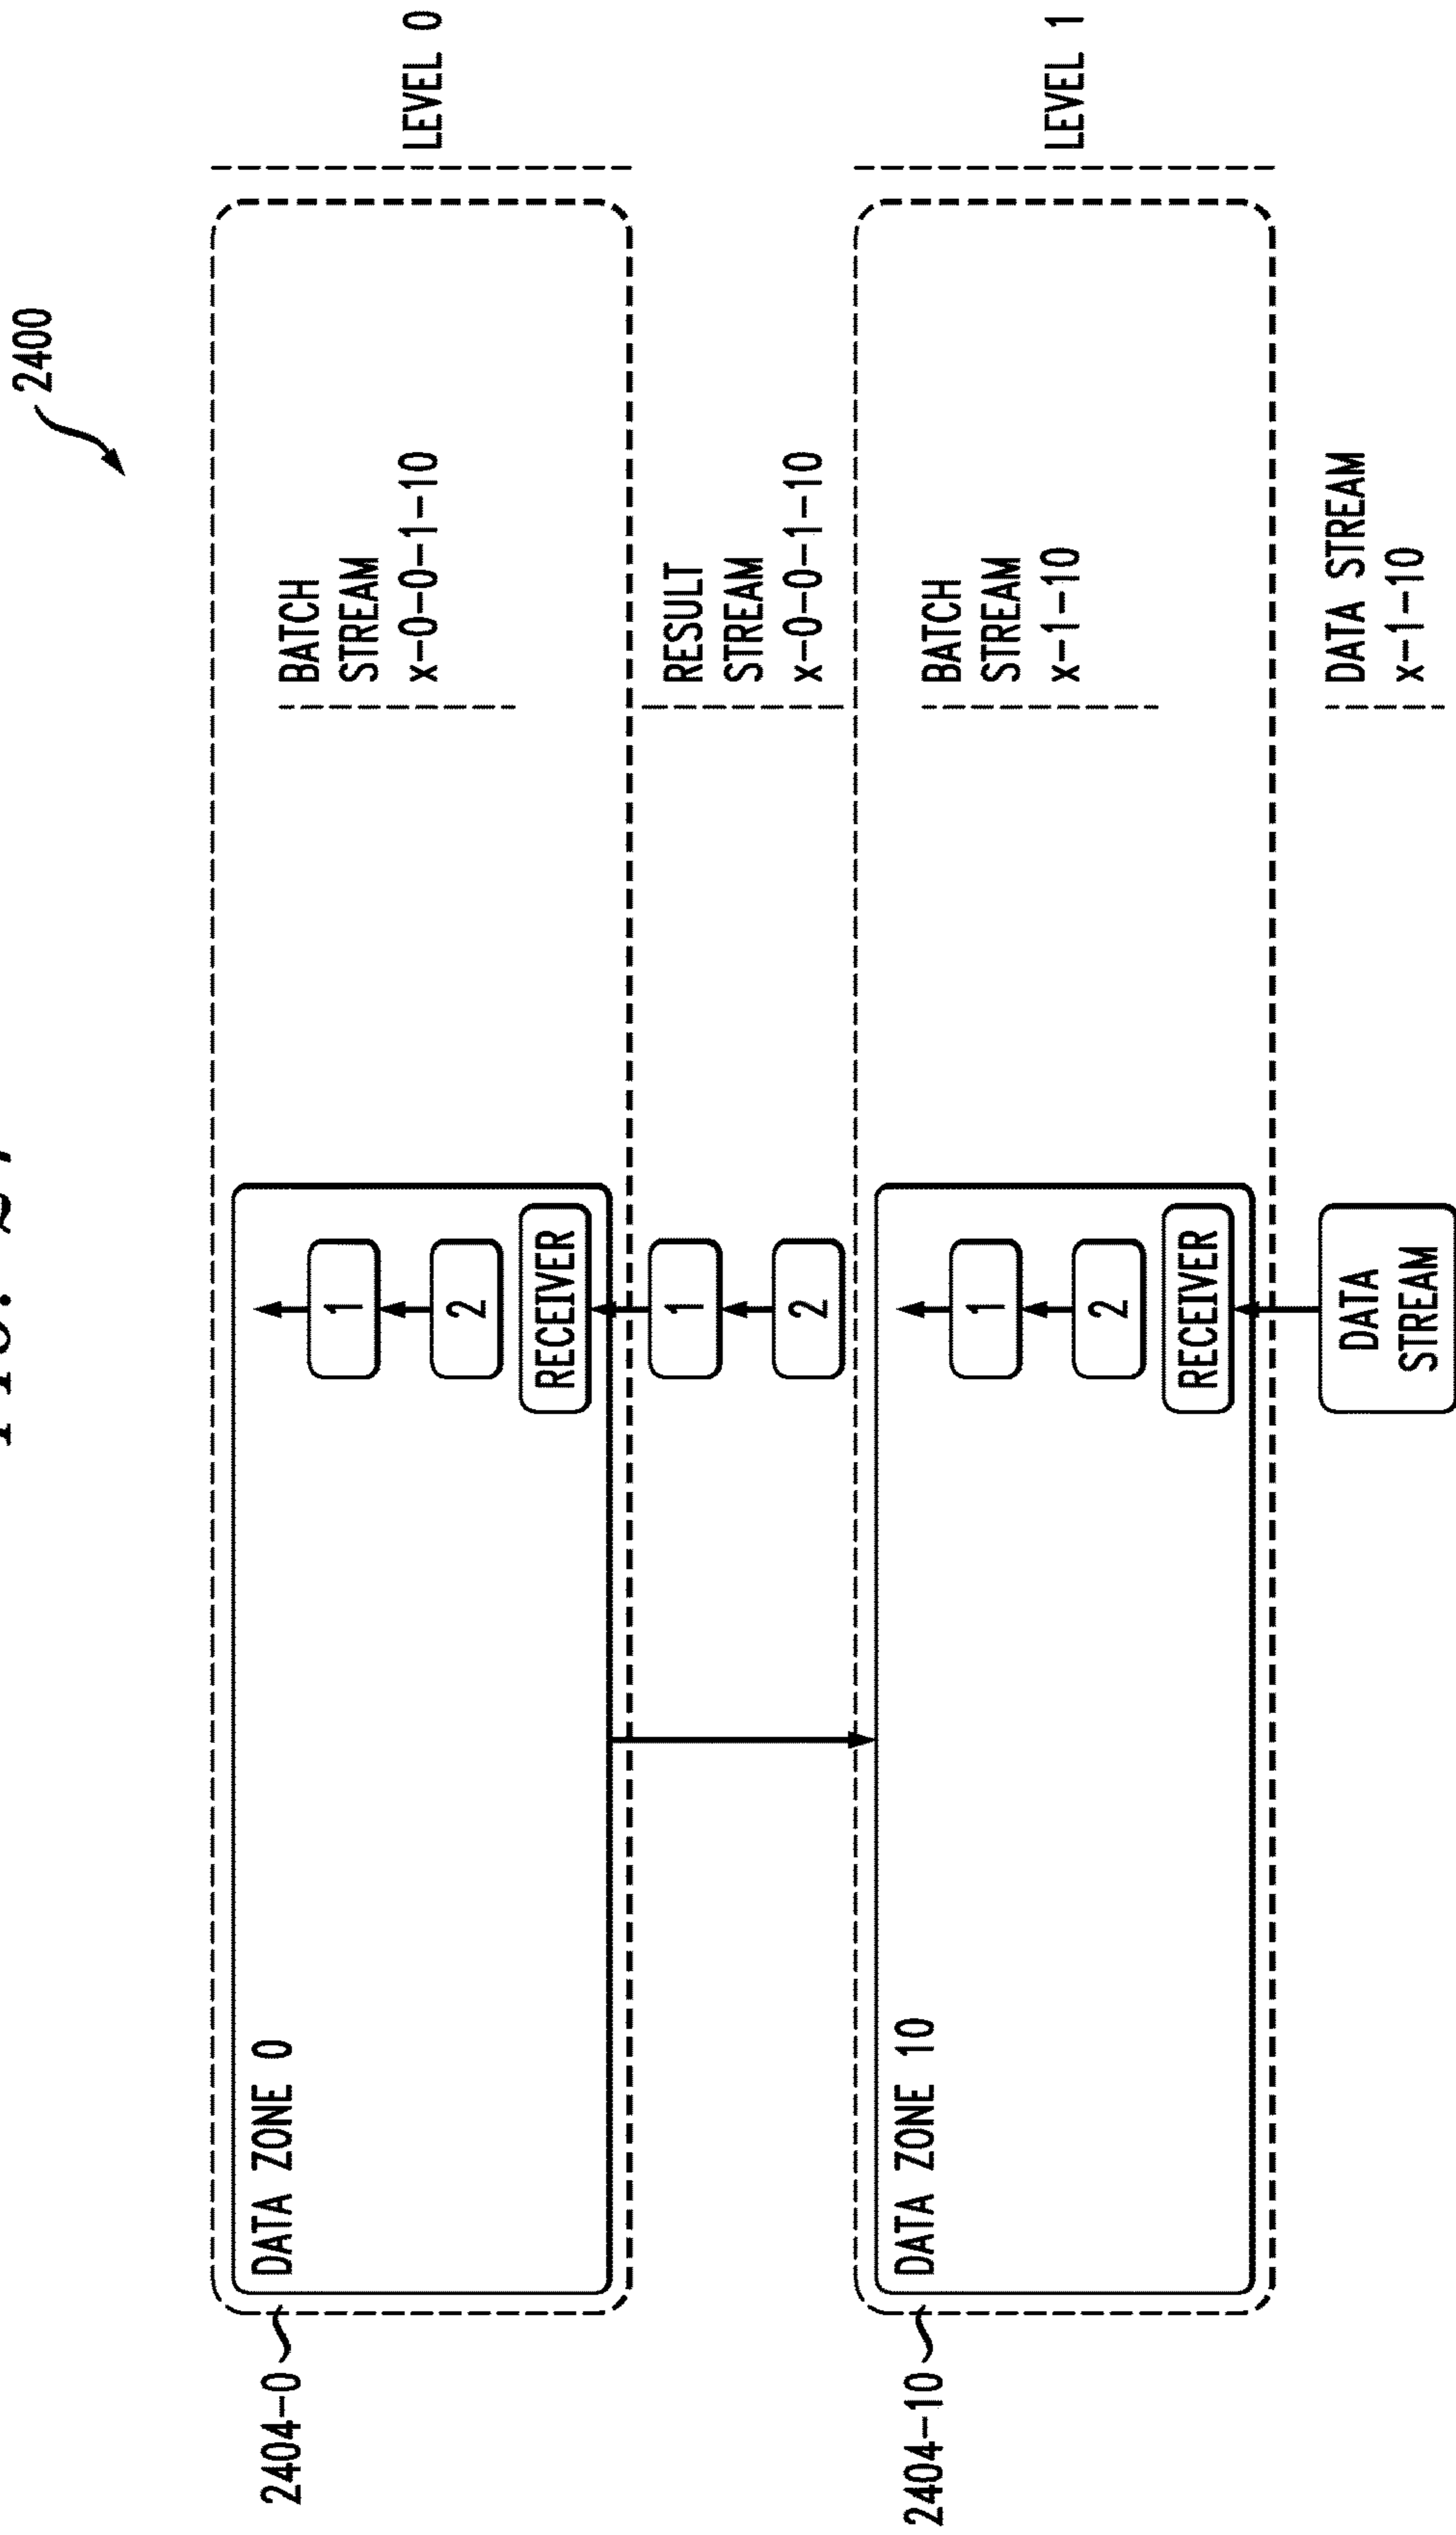 2400
2404-0
DATA ZONE 0
1
2
RECEIVER
BATCH
STREAM
x-0-0-1-10
LEVEL 0
1
2
RESULT
STREAM
x-0-0-1-10
2404-10
DATA ZONE 10
1
2
RECEIVER
BATCH
STREAM
x-1-10
LEVEL 1
DATA
STREAM
DATA STREAM
x-1-10